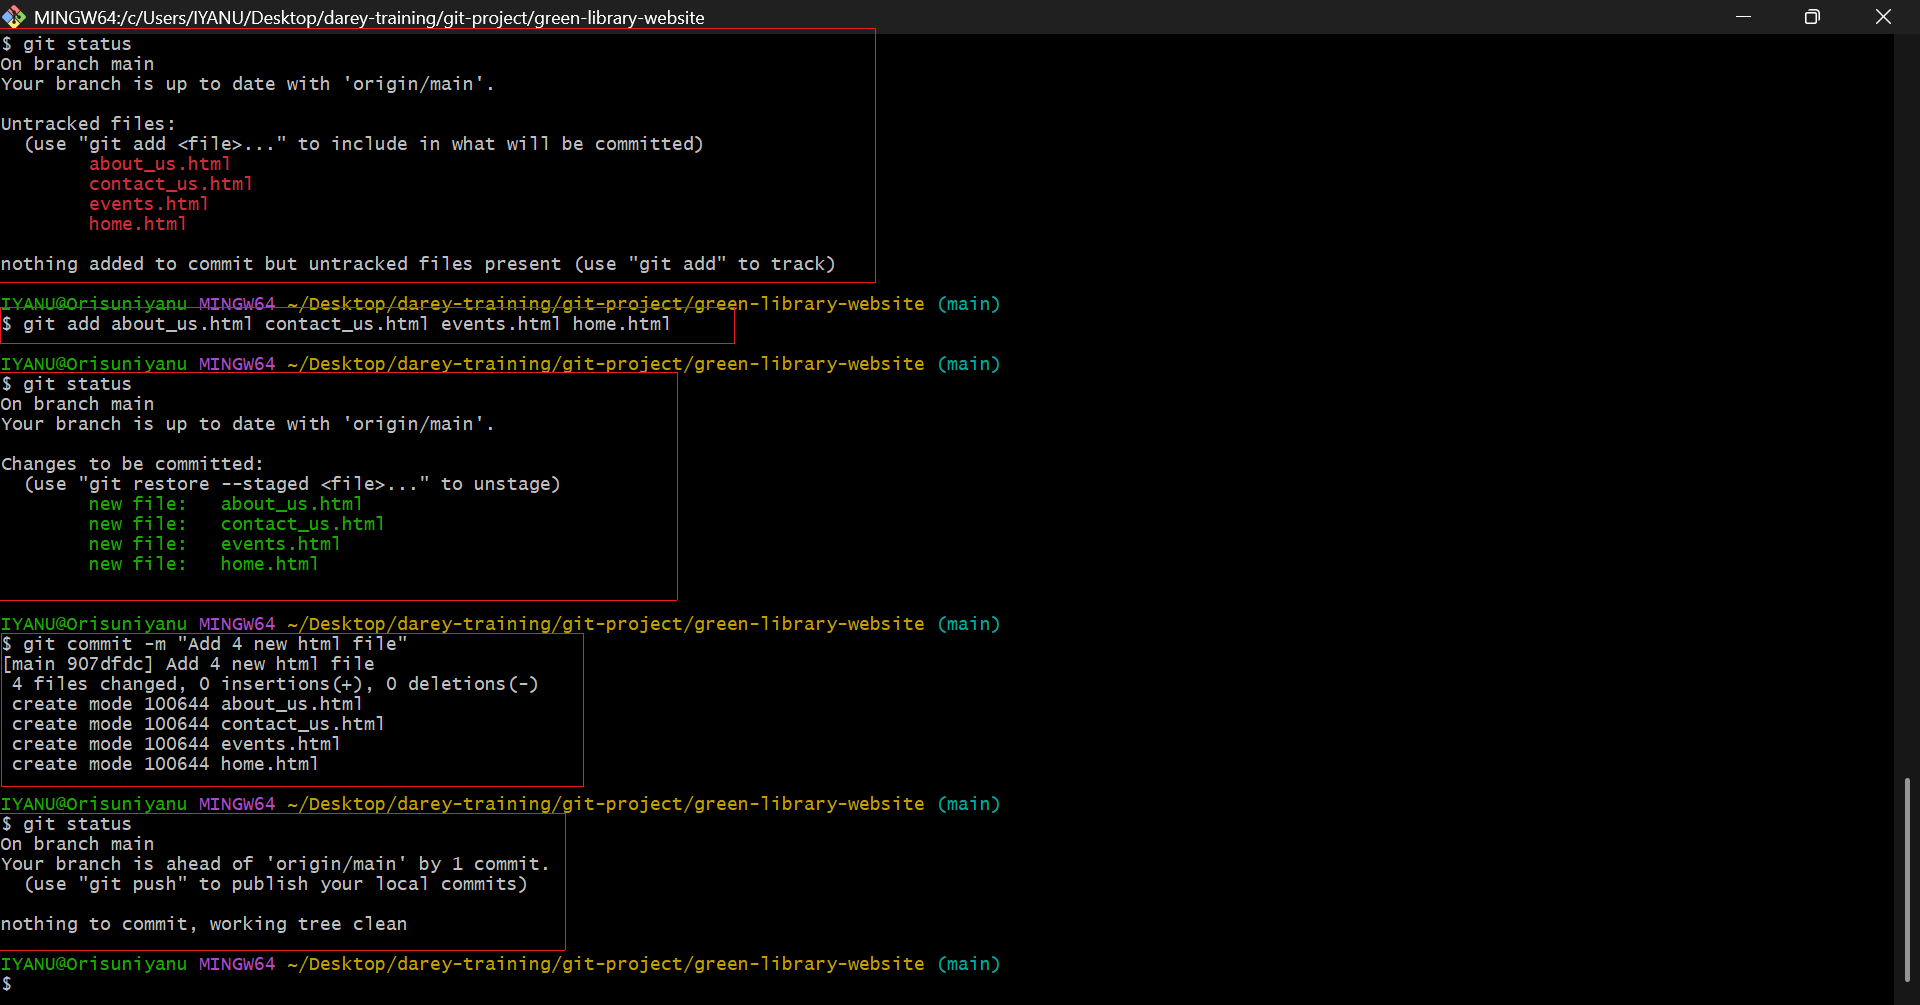 MINGW64:/c/Users/IYANU/Desktop/darey-training/git-project/green-library-website
$ git status
On branch main
Your branch is up to date with 'origin/main'.
Untracked files:
  (use "git add <file>..." to include in what will be committed)
        about_us.html
        contact_us.html
        events.html
        home.html
nothing added to commit but untracked files present (use "git add" to track)
IYANU@Orisuniyanu MINGW64 ~/Desktop/darey-training/git-project/green-library-website (main)
$ git add about_us.html contact_us.html events.html home.html
IYANU@Orisuniyanu MINGW64 ~/Desktop/darey-training/git-project/green-library-website (main)
$ git status
On branch main
Your branch is up to date with 'origin/main'.
Changes to be committed:
  (use "git restore --staged <file>..." to unstage)
        new file:   about_us.html
        new file:   contact_us.html
        new file:   events.html
        new file:   home.html
IYANU@Orisuniyanu MINGW64 ~/Desktop/darey-training/git-project/green-library-website (main)
$ git commit -m "Add 4 new html file"
[main 907dfdc] Add 4 new html file
 4 files changed, 0 insertions(+), 0 deletions(-)
 create mode 100644 about_us.html
 create mode 100644 contact_us.html
 create mode 100644 events.html
 create mode 100644 home.html
IYANU@Orisuniyanu MINGW64 ~/Desktop/darey-training/git-project/green-library-website (main)
$ git status
On branch main
Your branch is ahead of 'origin/main' by 1 commit.
  (use "git push" to publish your local commits)
nothing to commit, working tree clean
IYANU@Orisuniyanu MINGW64 ~/Desktop/darey-training/git-project/green-library-website (main)
$